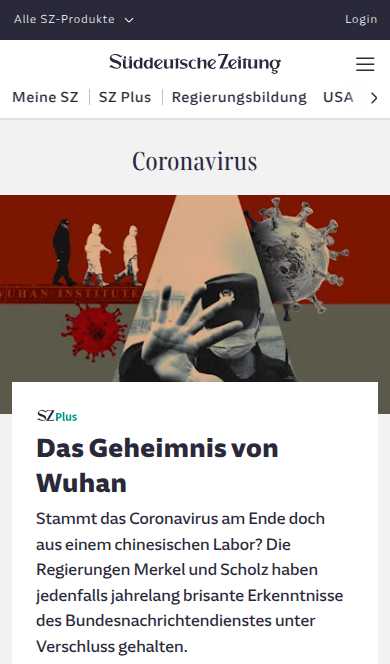 Alle SZ-Produkte
Login
Süddeutsche Zeitung
Meine SZ
SZ Plus
Regierungsbildung
USA
Coronavirus
WUHAN INSTITUTE
SZ Plus
Das Geheimnis von
Wuhan
Stammt das Coronavirus am Ende doch
aus einem chinesischen Labor? Die
Regierungen Merkel und Scholz haben
jedenfalls jahrelang brisante Erkenntnisse
des Bundesnachrichtendienstes unter
Verschluss gehalten.